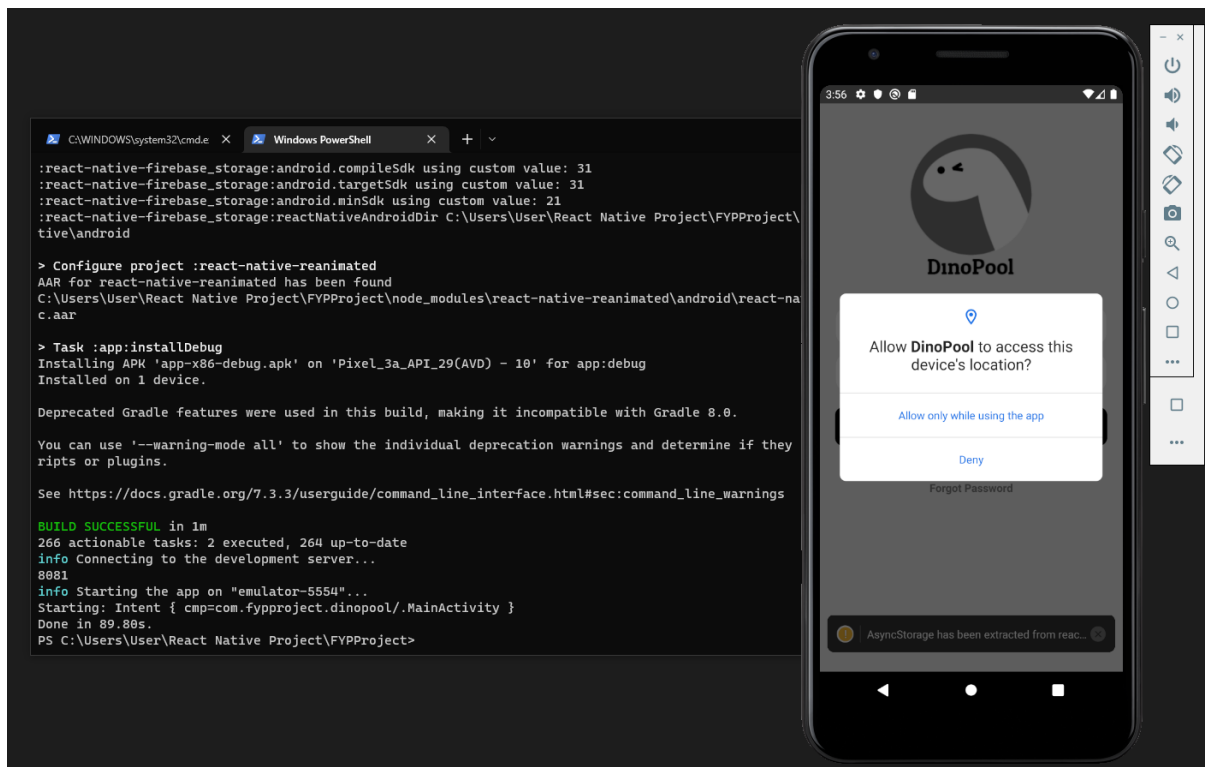 C:\WINDOWS\system32\cmd.e
Windows PowerShell
:react-native-firebase_storage:android.compileSdk using custom value: 31
:react-native-firebase_storage:android.targetSdk using custom value: 31
:react-native-firebase_storage:android.minSdk using custom value: 21
:react-native-firebase_storage:reactNativeAndroidDir C:\Users\User\React Native Project\FYPProject\
tive\android
> Configure project :react-native-reanimated
AAR for react-native-reanimated has been found
C:\Users\User\React Native Project\FYPProject\node_modules\react-native-reanimated\android\react-na
c.aar
> Task :app:installDebug
Installing APK 'app-x86-debug.apk' on 'Pixel_3a_API_29(AVD) - 10' for app:debug
Installed on 1 device.
Deprecated Gradle features were used in this build, making it incompatible with Gradle 8.0.
You can use '--warning-mode all' to show the individual deprecation warnings and determine if they
ripts or plugins.
See https://docs.gradle.org/7.3.3/userguide/command_line_interface.html#sec:command_line_warnings
BUILD SUCCESSFUL in 1m
266 actionable tasks: 2 executed, 264 up-to-date
info Connecting to the development server...
8081
info Starting the app on "emulator-5554"...
Starting: Intent { cmp=com.fypproject.dinopool/.MainActivity }
Done in 89.80s.
PS C:\Users\User\React Native Project\FYPProject>
3:56
DinoPool
Allow DinoPool to access this
device's location?
Allow only while using the app
Deny
Forgot Password
AsyncStorage has been extracted from reac...